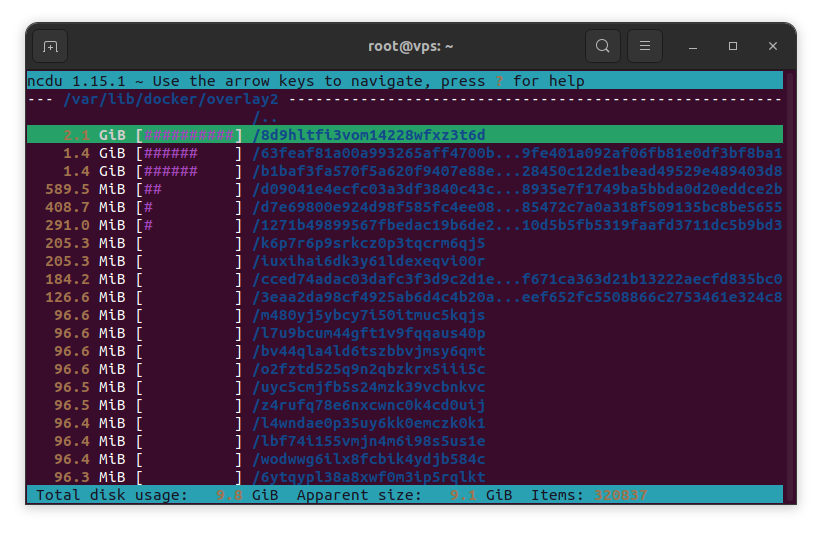 root@vps: ~
ncdu 1.15.1 ~ Use the arrow keys to navigate, press ? for help
--- /var/lib/docker/overlay2 -------------------------------------------------------
/..
2.1 GiB [##########] /8d9hltfi3vom14228wfxz3t6d
1.4 GiB [######    ] /63feaf81a00a993265aff4700b...9fe401a092af06fb81e0df3bf8ba1
1.4 GiB [######    ] /b1baf3fa570f5a620f9407e88e...28450c12de1bead49529e489403d8
589.5 MiB [##        ] /d09041e4ecfc03a3df3840c43c...8935e7f1749ba5bbda0d20eddce2b
408.7 MiB [#         ] /d7e69800e924d98f585fc4ee08...85472c7a0a318f509135bc8be5655
291.0 MiB [#         ] /1271b49899567fbedac19b6de2...10d5b5fb5319faafd3711dc5b9bd3
205.3 MiB [          ] /k6p7r6p9srkcz0p3tqcrm6qj5
205.3 MiB [          ] /iuxihai6dk3y61ldexeqvi00r
184.2 MiB [          ] /cced74adac03dafc3f3d9c2d1e...f671ca363d21b13222aecfd835bc0
126.6 MiB [          ] /3eaa2da98cf4925ab6d4c4b20a...eef652fc5508866c2753461e324c8
96.6 MiB [          ] /m480yj5ybcy7i50itmuc5kqjs
96.6 MiB [          ] /l7u9bcum44gft1v9fqqaus40p
96.6 MiB [          ] /bv44qla4ld6tszbbvjmsy6qmt
96.6 MiB [          ] /o2fztd525q9n2qbzkrx5iii5c
96.5 MiB [          ] /uyc5cmjfb5s24mzk39vcbnkvc
96.5 MiB [          ] /z4rufq78e6nxcwnc0k4cd0uij
96.4 MiB [          ] /l4wndae0p35uy6kk0emczk0k1
96.4 MiB [          ] /lbf74i155vmjn4m6i98s5us1e
96.4 MiB [          ] /wodwwg6ilx8fcbik4ydjb584c
96.3 MiB [          ] /6ytqypl38a8xwf0m3ip5rqlkt
Total disk usage:   9.8 GiB  Apparent size:   9.1 GiB  Items: 326837